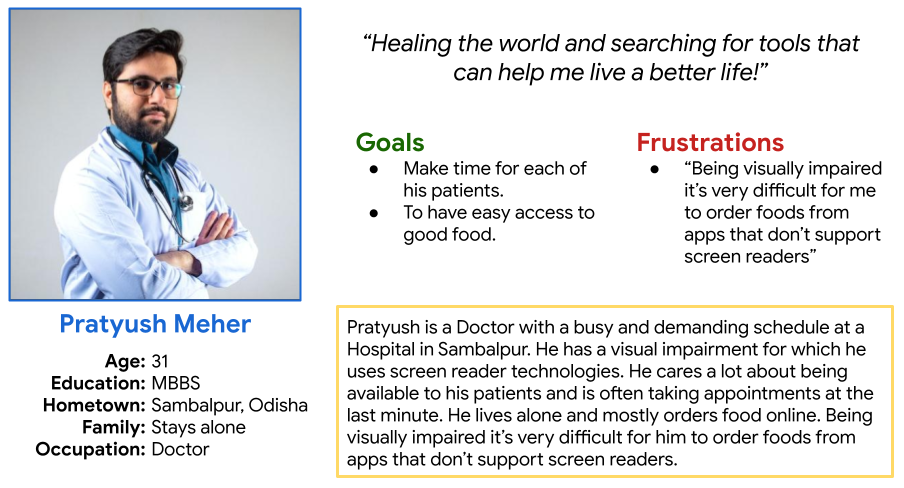 “Healing the world and searching for tools that
can help me live a better life!”
Goals
● Make time for each of
his patients.
● To have easy access to
good food.
Frustrations
● “Being visually impaired
it’s very difficult for me
to order foods from
apps that don’t support
screen readers”
Pratyush Meher
Age: 31
Education: MBBS
Hometown: Sambalpur, Odisha
Family: Stays alone
Occupation: Doctor
Pratyush is a Doctor with a busy and demanding schedule at a
Hospital in Sambalpur. He has a visual impairment for which he
uses screen reader technologies. He cares a lot about being
available to his patients and is often taking appointments at the
last minute. He lives alone and mostly orders food online. Being
visually impaired it’s very difficult for him to order foods from
apps that don’t support screen readers.